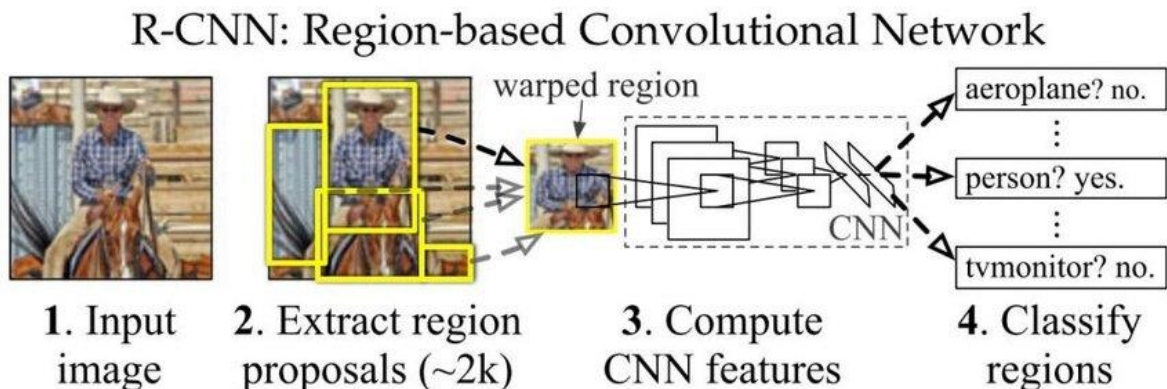 R-CNN: Region-based Convolutional Network
warped region
aeroplane? no.
person? yes.
CNN
tvmonitor? no.
1. Input
image
2. Extract region
proposals (~2k)
3. Compute
CNN features
4. Classify
regions